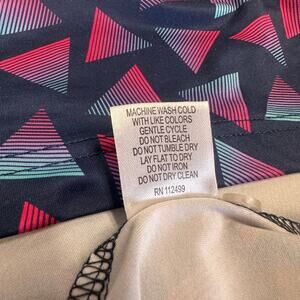 MACHINE WASH COLD
WITH LIKE COLORS
GENTLE CYCLE
DO NOT BLEACH
DO NOT TUMBLE DRY
LAY FLAT TO DRY
DO NOT IRON
DO NOT DRY CLEAN
RN 112499